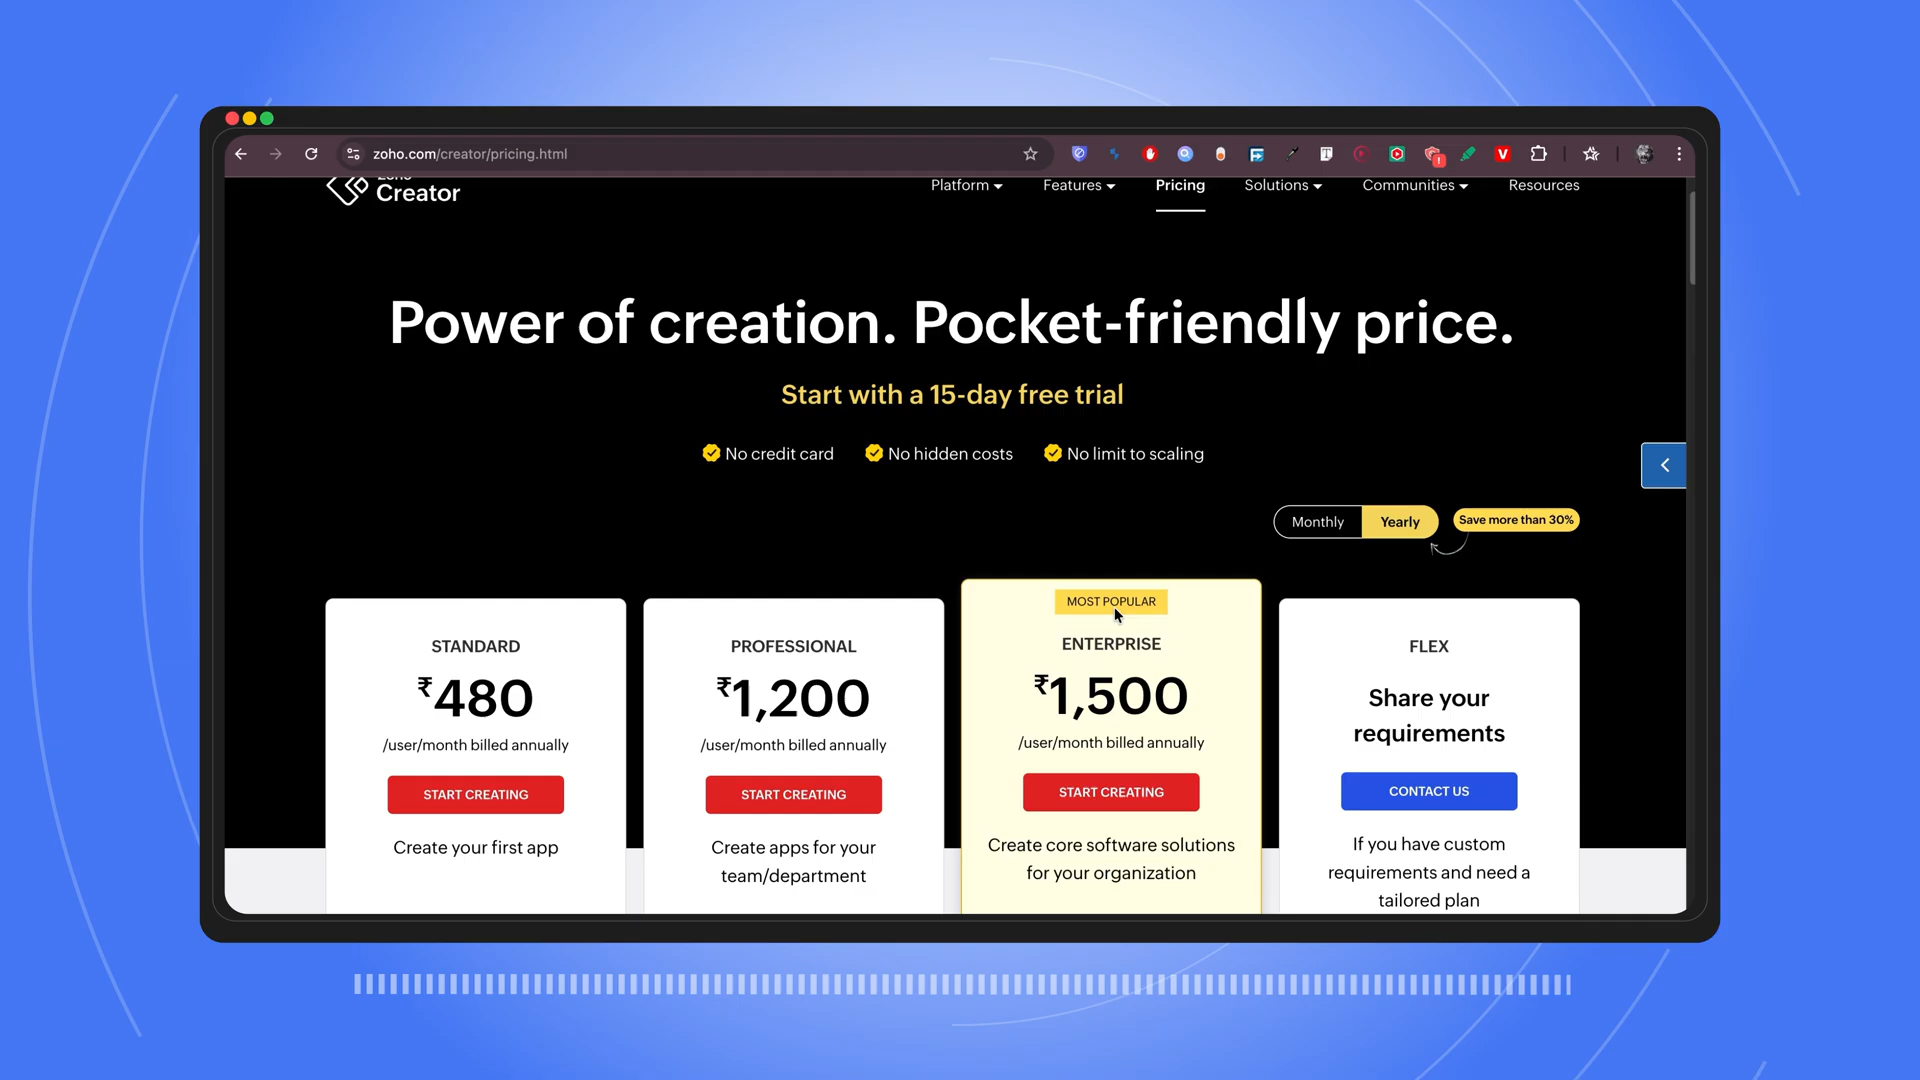 zoho.com/creator/pricing.html
Creator
Platform
Features
Pricing
Solutions
Communities
Resources
Power of creation. Pocket-friendly price.
Start with a 15-day free trial
No credit card
No hidden costs
No limit to scaling
Monthly
Yearly
Save more than 30%
STANDARD
₹480
/user/month billed annually
START CREATING
Create your first app
PROFESSIONAL
₹1,200
/user/month billed annually
START CREATING
Create apps for your
team/department
MOST POPULAR
ENTERPRISE
₹1,500
/user/month billed annually
START CREATING
Create core software solutions
for your organization
FLEX
Share your
requirements
CONTACT US
If you have custom
requirements and need a
tailored plan